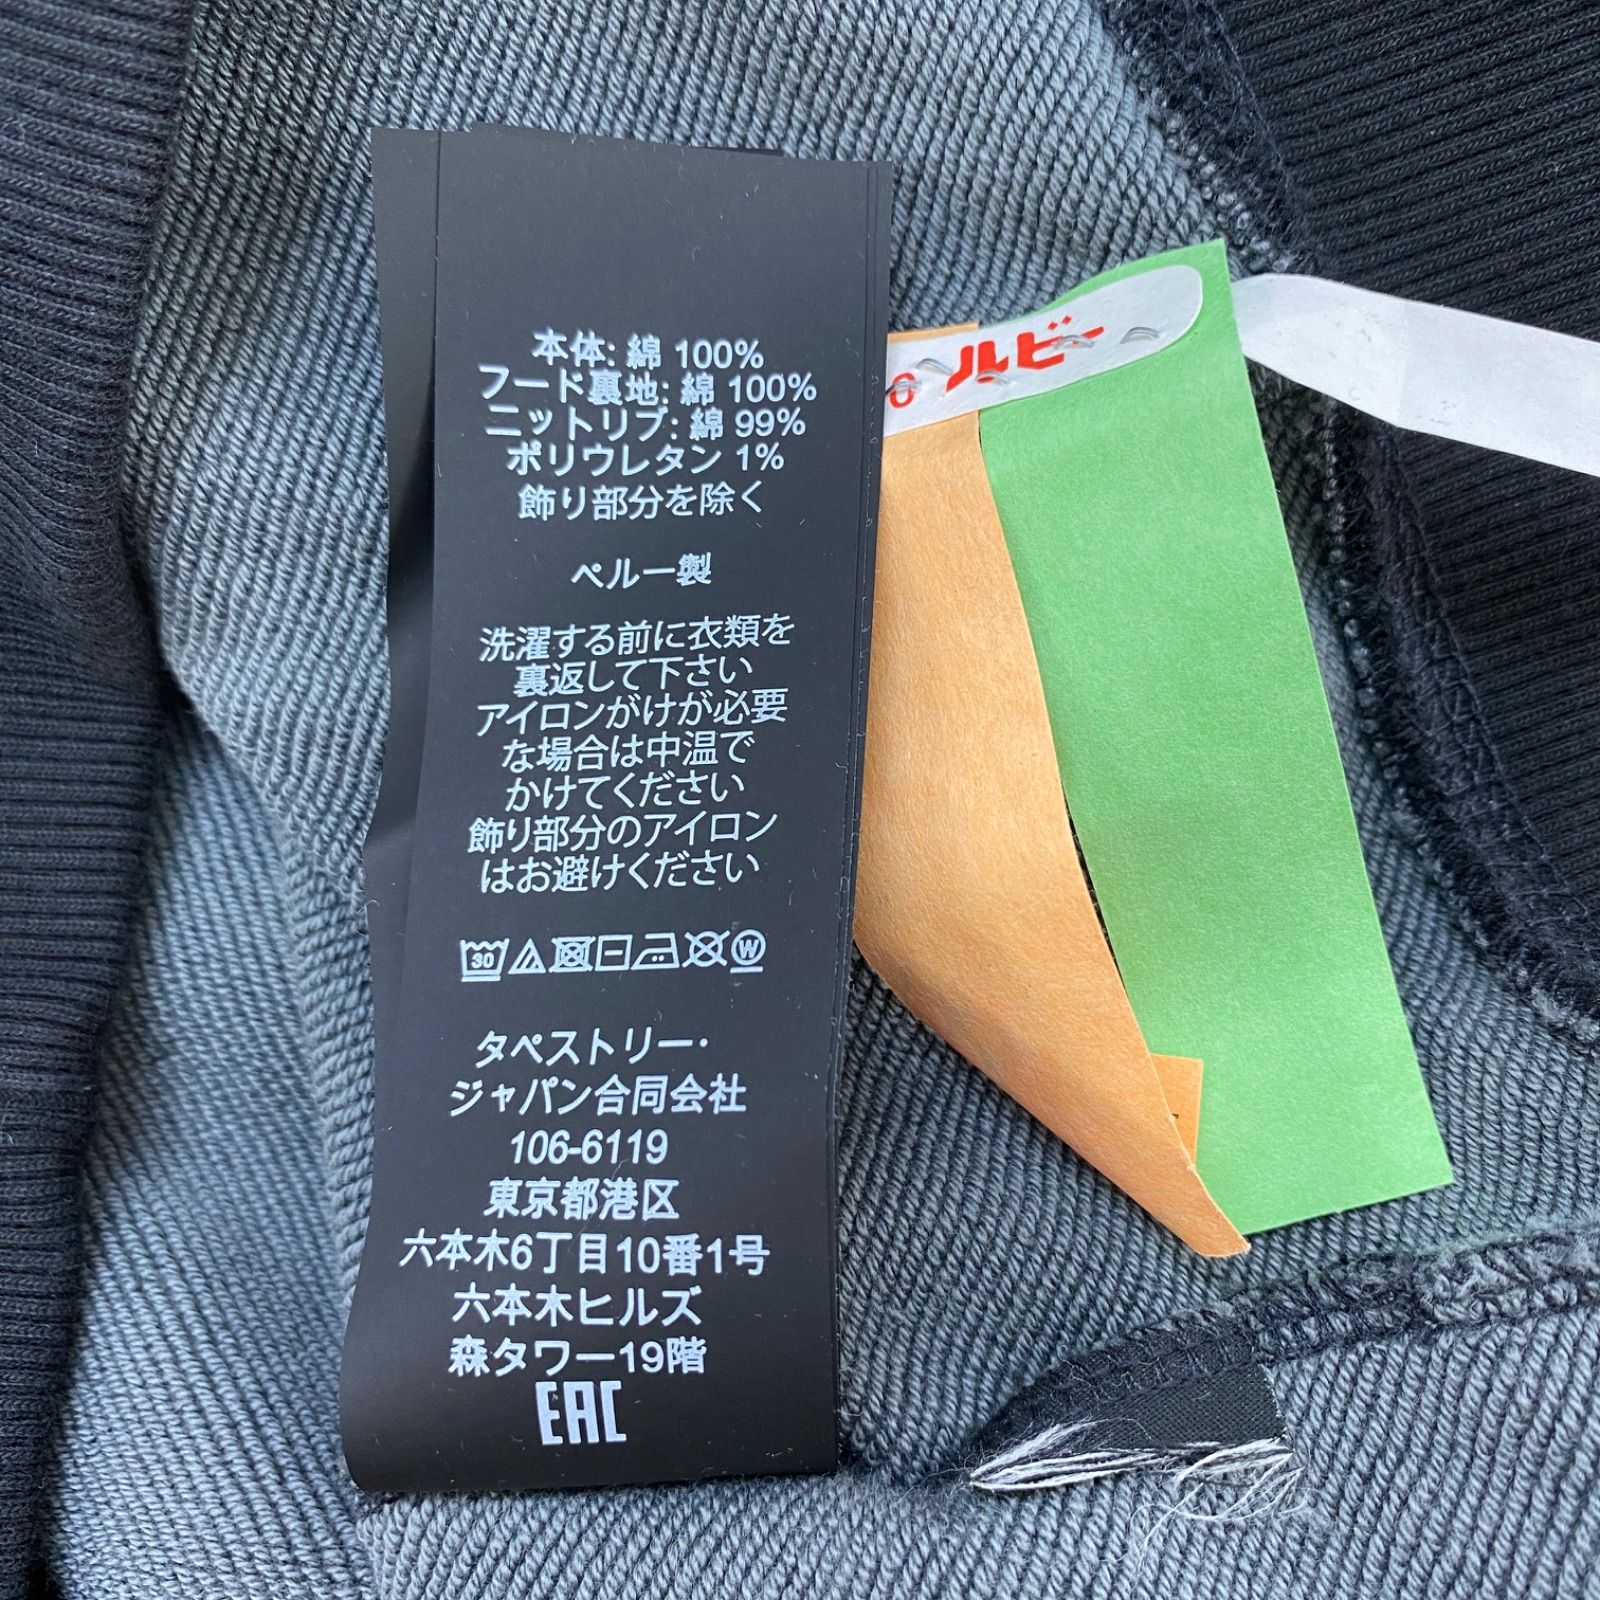 本体: 綿 100%
フード裏地: 綿 100%
ニットリブ: 綿 99%
ポリウレタン 1%
飾り部分を除く
ペルー製
洗濯する前に衣類を
裏返して下さい
アイロンがけが必要
な場合は中温で
かけてください
飾り部分のアイロン
はお避けください
30
W
タペストリー・
ジャパン合同会社
106-6119
東京都港区
六本木6丁目10番1号
六本木ヒルズ
森タワー19階
EAC
6 ルビー